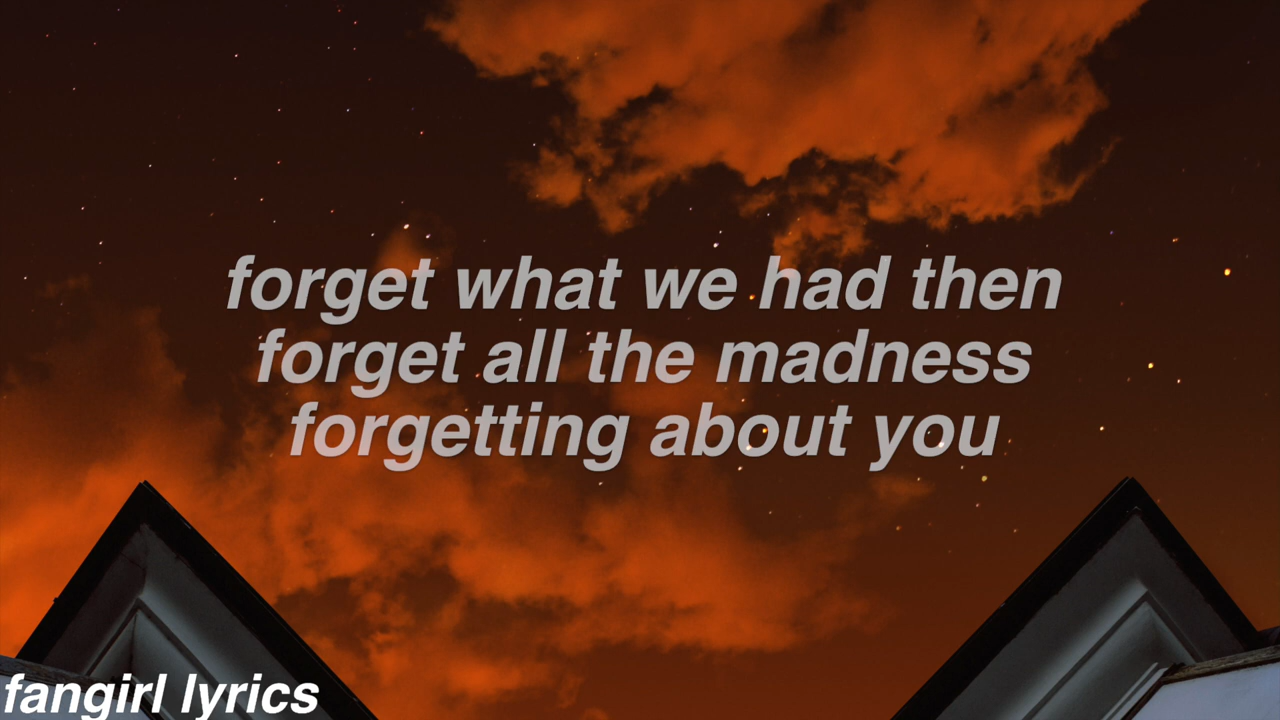 forget what we had then
forget all the madness
forgetting about you
fangirl lyrics